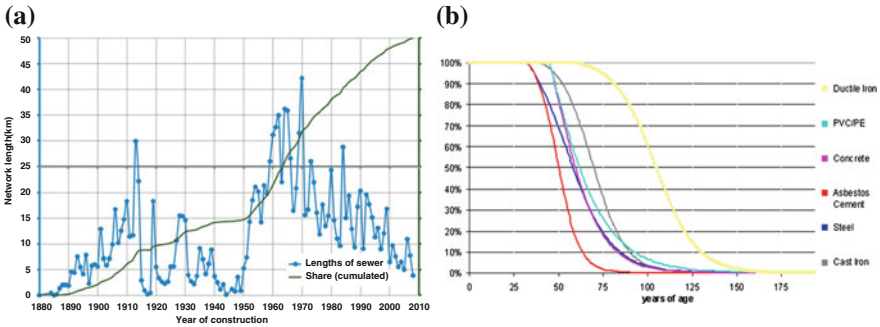 (a)
Network length(km)
50
45
40
35
30
25
20
15
10
5
0
1880 1890 1900 1910 1920 1930 1940 1950 1960 1970 1980 1990 2000 2010
Year of construction
Lengths of sewer
Share (cumulated)
(b)
100%
90%
80%
70%
60%
50%
40%
30%
20%
10%
0%
0 25 50 75 100 125 150 175
years of age
Ductile Iron
PVC/PE
Concrete
Asbestos
Cement
Steel
Cast Iron